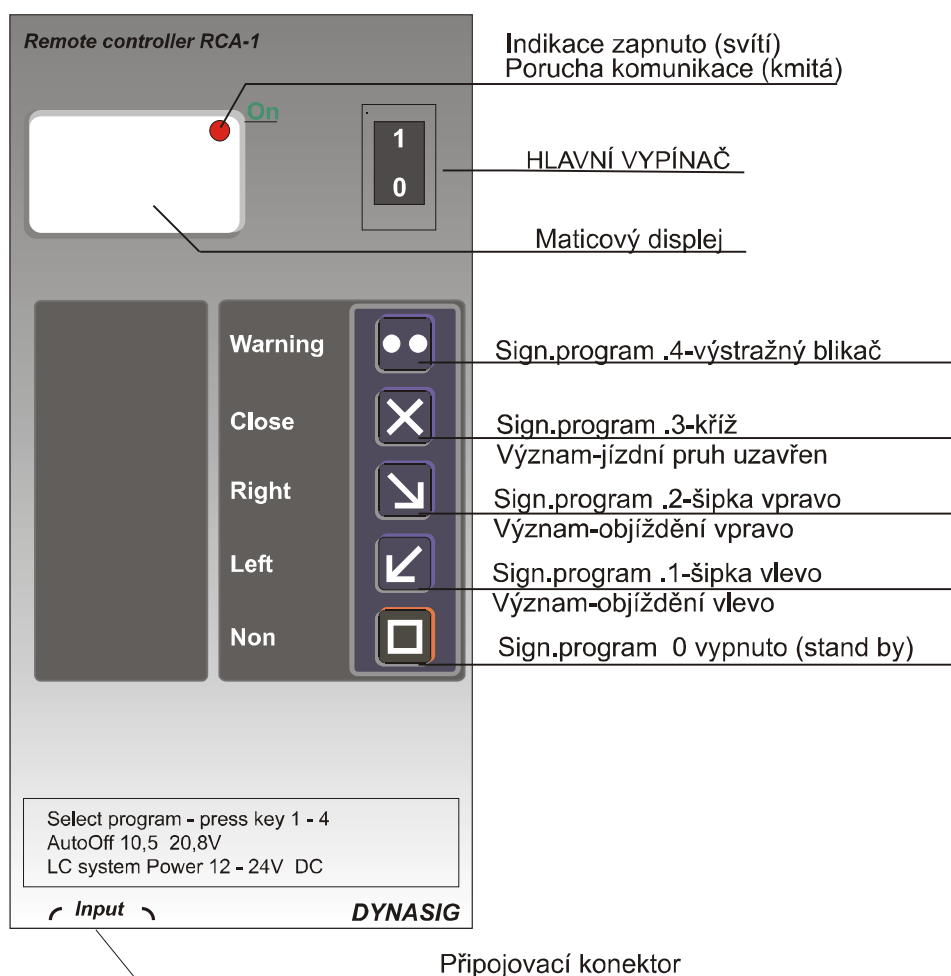 Remote controller RCA-1
Indikace zapnuto (svítí)
Porucha komunikace (kmitá)
On
1
0
HLAVNÍ VYPÍNAČ
Maticový displej
Warning
Sign.program .4-výstražný blikač
Close
Sign.program .3-kříž
Význam-jízdní pruh uzavřen
Right
Sign.program .2-šipka vpravo
Význam-objíždění vpravo
Left
Sign.program .1-šipka vlevo
Význam-objíždění vlevo
Non
Sign.program 0 vypnuto (stand by)
Select program - press key 1 - 4
AutoOff 10,5 20,8V
LC system Power 12 - 24V DC
Input
DYNASIG
Připojovací konektor